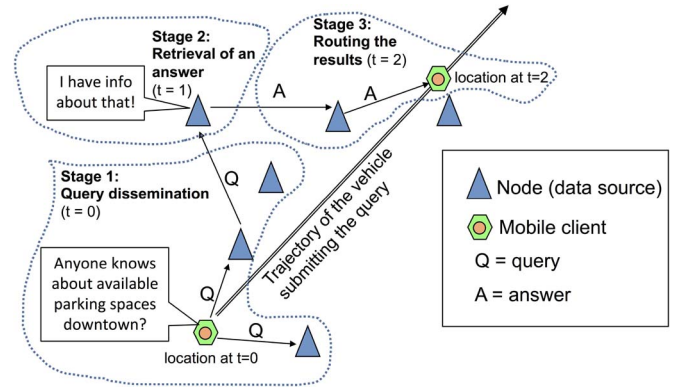 Stage 2:
Retrieval of an
answer
(t = 1)
I have info
about that!
Stage 3:
Routing the
results (t = 2)
A
A
location at t=2
Stage 1:
Query dissemination
(t = 0)
Q
Anyone knows
about available
parking spaces
downtown?
Q
Q
location at t=0
Trajectory of the vehicle
submitting the query
Node (data source)
Mobile client
Q = query
A = answer